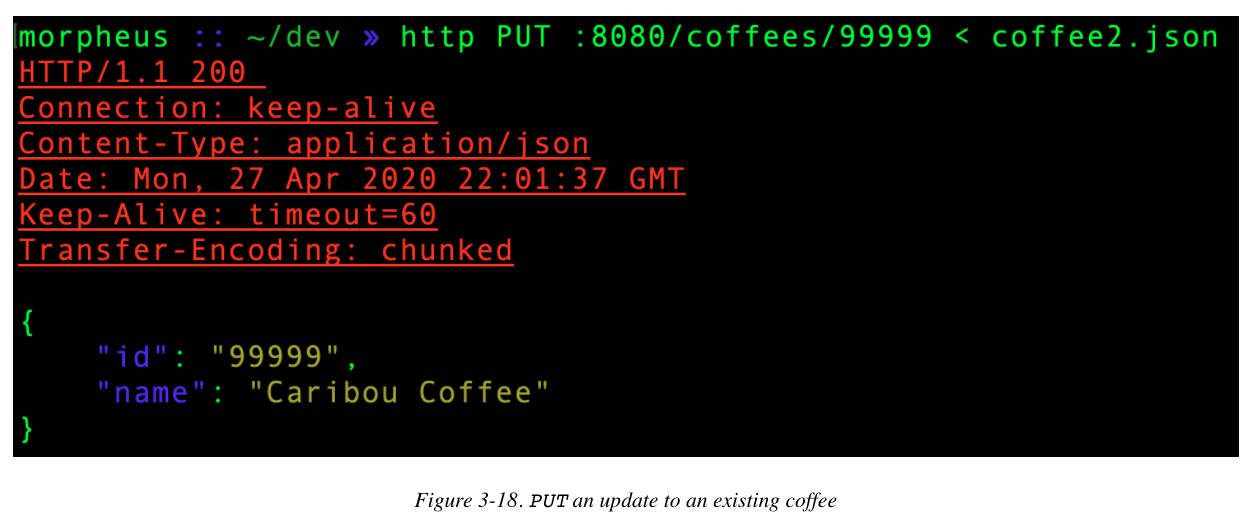 morpheus :: ~/dev » http PUT :8080/coffees/99999 < coffee2.json
HTTP/1.1 200
Connection: keep-alive
Content-Type: application/json
Date: Mon, 27 Apr 2020 22:01:37 GMT
Keep-Alive: timeout=60
Transfer-Encoding: chunked
{
    "id": "99999",
    "name": "Caribou Coffee"
}
Figure 3-18. PUT an update to an existing coffee